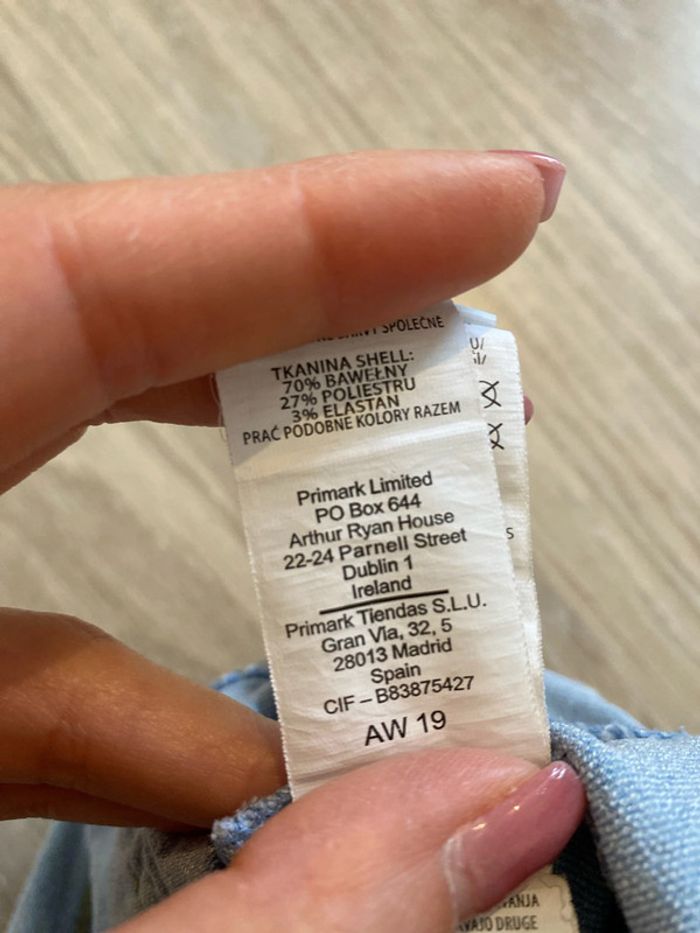 SPOLEČNE
TKANINA SHELL:
70% BAWEŁNY
27% POLIESTRU
3% ELASTAN
PRAĆ PODOBNE KOLORY RAZEM
Primark Limited
PO Box 644
Arthur Ryan House
22-24 Parnell Street
Dublin 1
Ireland
Primark Tiendas S.L.U.
Gran Via, 32, 5
28013 Madrid
Spain
CIF – B83875427
AW 19
DRUGE